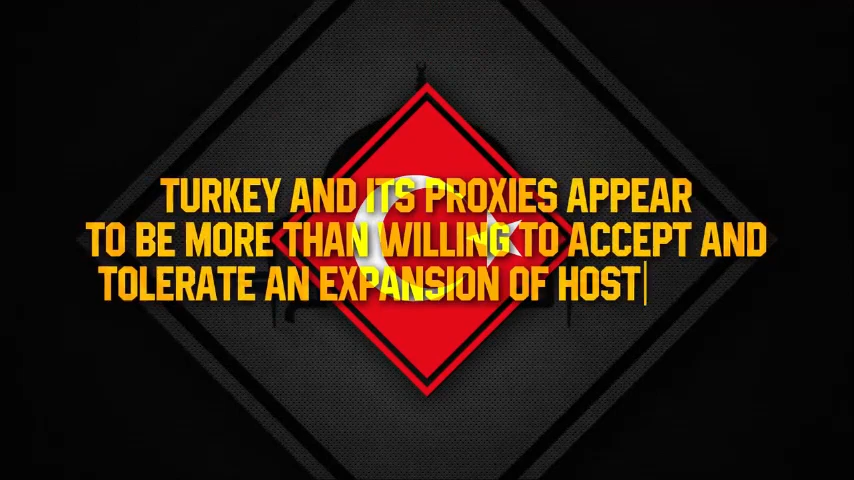 TURKEY AND ITS PROXIES APPEAR
TO BE MORE THAN WILLING TO ACCEPT AND
TOLERATE AN EXPANSION OF HOST